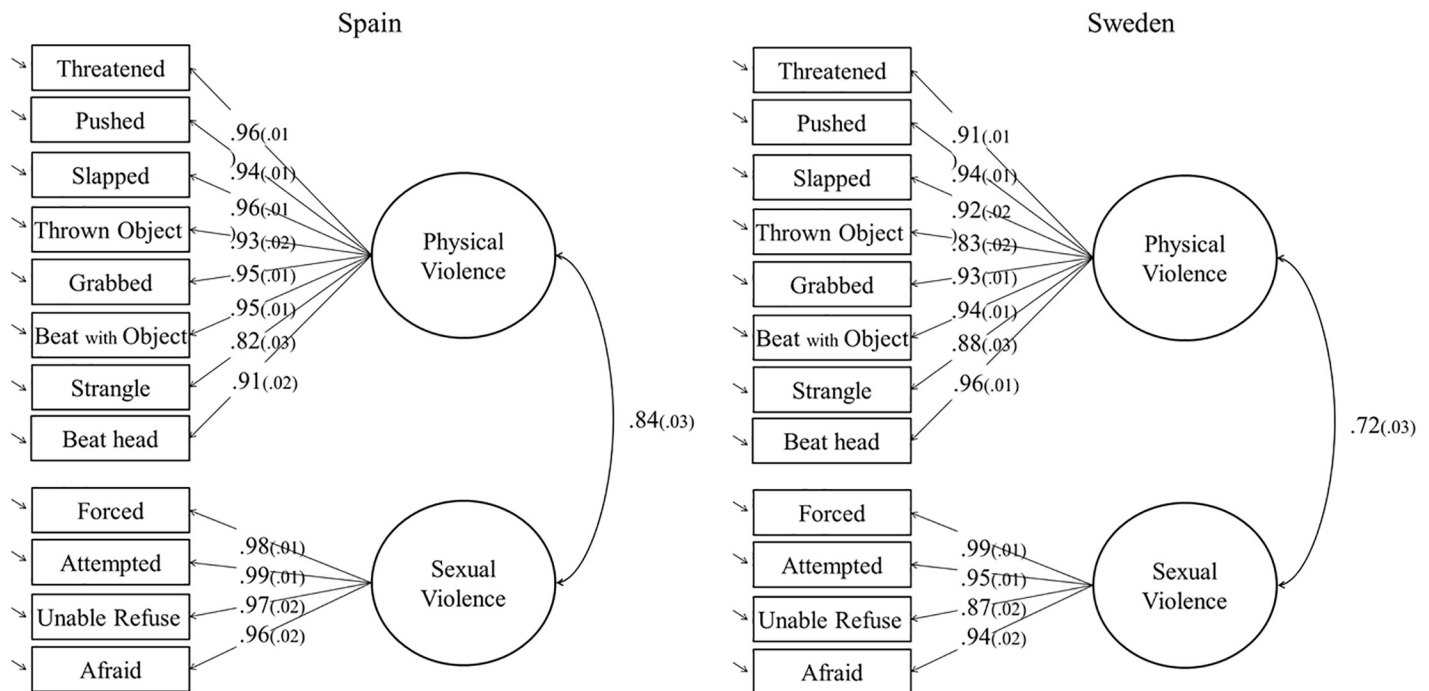 Spain
Threatened
Pushed
Slapped
Thrown Object
Grabbed
Beat with Object
Strangle
Beat head
.96(.01
)
.94(.01)
.96(.01
)
.93(.02)
.95(.01)
.95(.01)
.82(.03)
.91(.02)
Physical
Violence
.84(.03)
Forced
Attempted
Unable Refuse
Afraid
.98(.01)
.99(.01)
.97(.02)
.96(.02)
Sexual
Violence
Sweden
Threatened
Pushed
Slapped
Thrown Object
Grabbed
Beat with Object
Strangle
Beat head
.91(.01
)
.94(.01)
.92(.02
)
.83(.02)
.93(.01)
.94(.01)
.88(.03)
.96(.01)
Physical
Violence
.72(.03)
Forced
Attempted
Unable Refuse
Afraid
.99(.01)
.95(.01)
.87(.02)
.94(.02)
Sexual
Violence